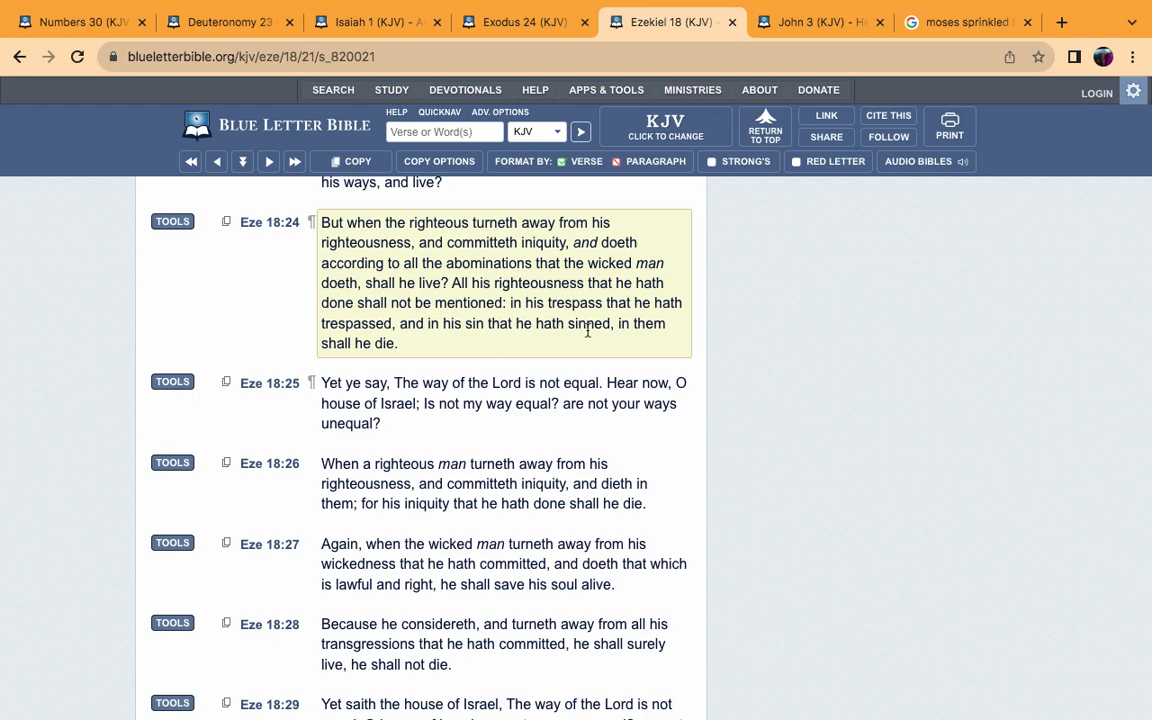 Numbers 30 (KJV
Deuteronomy 23
Isaiah 1 (KJV) - A
Exodus 24 (KJV)
Ezekiel 18 (KJV) -
John 3 (KJV) - He
moses sprinkled
blueletterbible.org/kjv/eze/18/21/s_820021
SEARCH STUDY DEVOTIONALS HELP APPS & TOOLS MINISTRIES ABOUT DONATE LOGIN
BLUE LETTER BIBLE
HELP QUICKNAV ADV. OPTIONS
Verse or Word(s) KJV
KJV
CLICK TO CHANGE
RETURN
TO TOP
LINK CITE THIS
SHARE FOLLOW
PRINT
COPY COPY OPTIONS FORMAT BY: VERSE PARAGRAPH STRONG'S RED LETTER AUDIO BIBLES
his ways, and live?
TOOLS Eze 18:24 ¶ But when the righteous turneth away from his
righteousness, and committeth iniquity, and doeth
according to all the abominations that the wicked man
doeth, shall he live? All his righteousness that he hath
done shall not be mentioned: in his trespass that he hath
trespassed, and in his sin that he hath sinned, in them
shall he die.
TOOLS Eze 18:25 ¶ Yet ye say, The way of the Lord is not equal. Hear now, O
house of Israel; Is not my way equal? are not your ways
unequal?
TOOLS Eze 18:26 When a righteous man turneth away from his
righteousness, and committeth iniquity, and dieth in
them; for his iniquity that he hath done shall he die.
TOOLS Eze 18:27 Again, when the wicked man turneth away from his
wickedness that he hath committed, and doeth that which
is lawful and right, he shall save his soul alive.
TOOLS Eze 18:28 Because he considereth, and turneth away from all his
transgressions that he hath committed, he shall surely
live, he shall not die.
TOOLS Eze 18:29 Yet saith the house of Israel, The way of the Lord is not